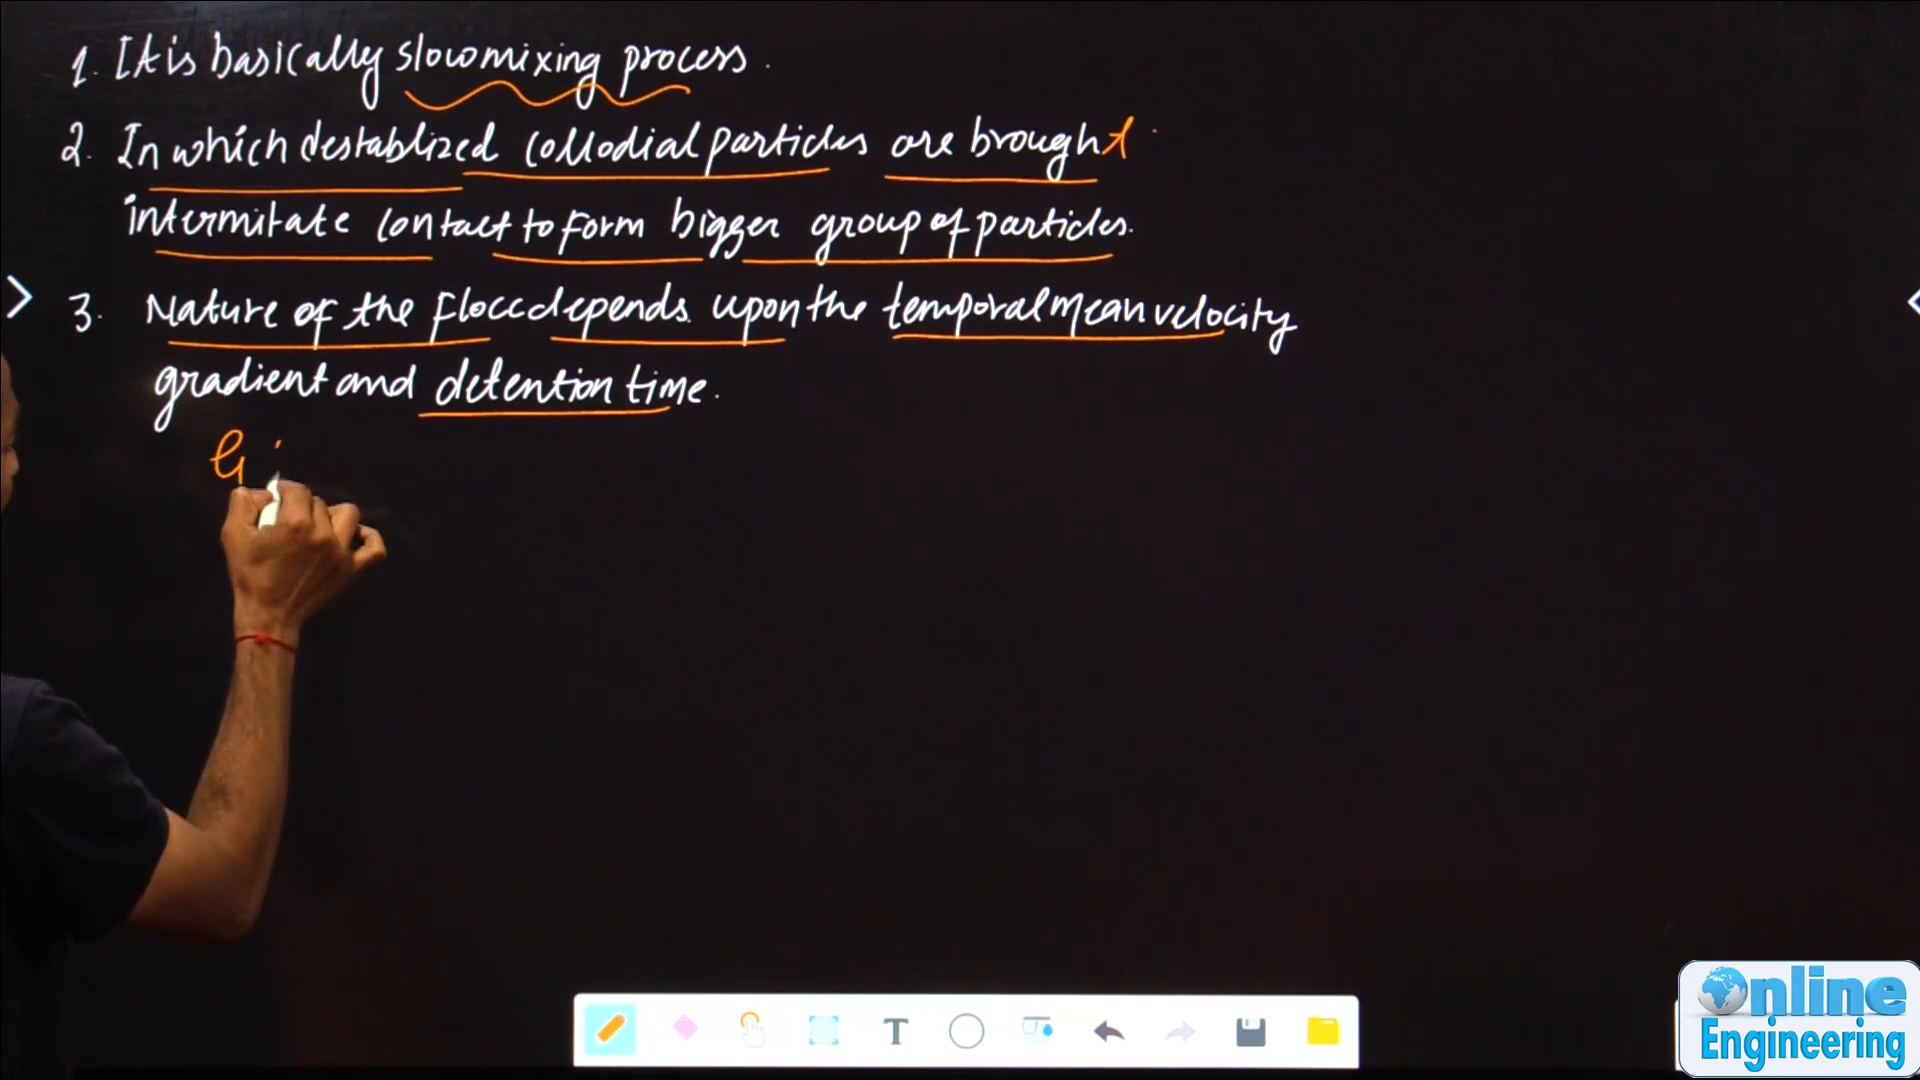 1. It is basically slowmixing process.
2. In which destablized collodial particles are brought
intermitate contact to form bigger group of particles.
3. Nature of the Flocc depends upon the temporal mean velocity
gradient and detention time.
G
T
Online
Engineering